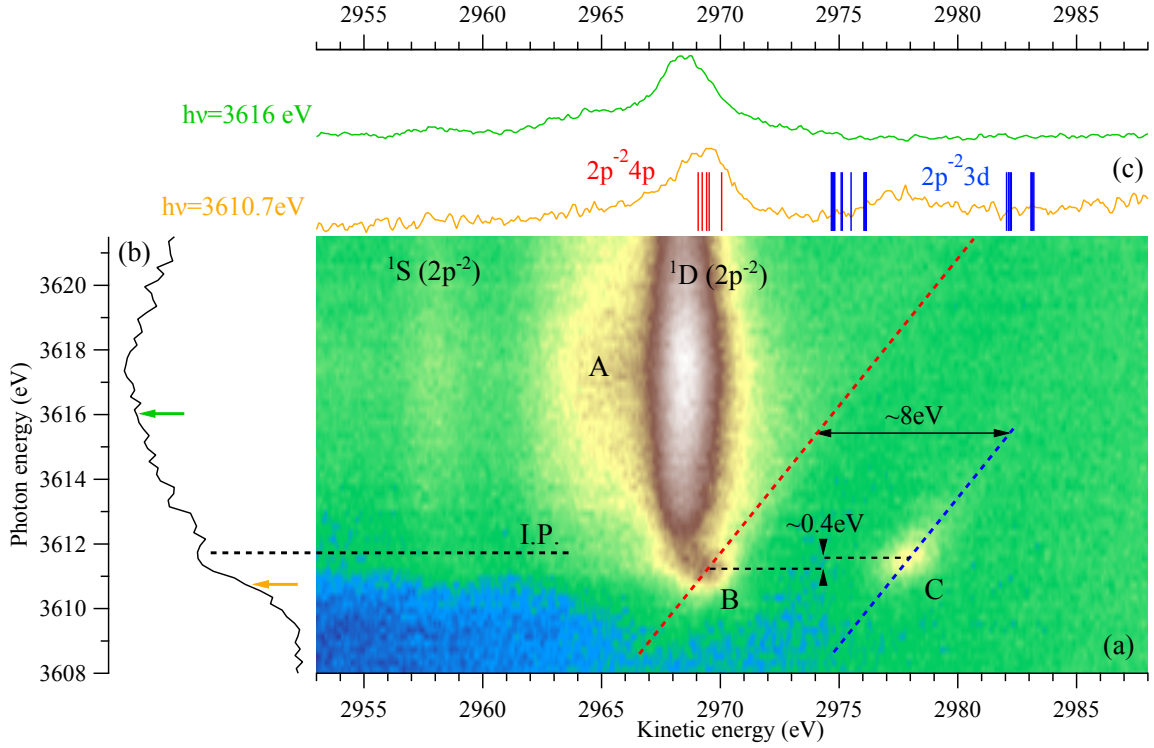 2955 2960 2965 2970 2975 2980 2985
hν=3616 eV
hν=3610.7eV
2p⁻²4p
2p⁻²3d
(c)
(b)
¹S (2p⁻²)
¹D (2p⁻²)
3620
3618
3616
3614
3612
3610
3608
Photon energy (eV)
A
~8eV
I.P.
~0.4eV
B
C
(a)
2955 2960 2965 2970 2975 2980 2985
Kinetic energy (eV)